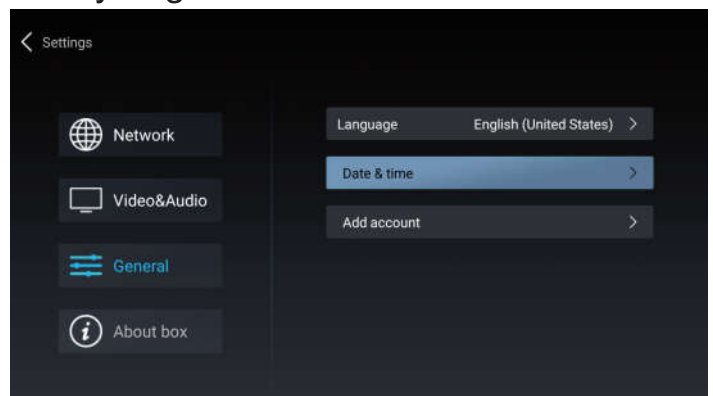 Settings
Network
Video&Audio
General
About box
Language English (United States)
Date & time
Add account